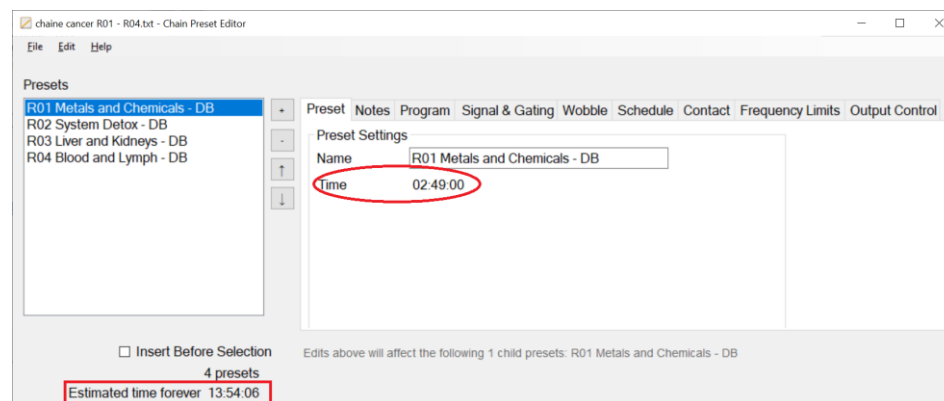 chaine cancer R01 - R04.txt - Chain Preset Editor
File Edit Help
Presets
R01 Metals and Chemicals - DB
R02 System Detox - DB
R03 Liver and Kidneys - DB
R04 Blood and Lymph - DB
+
-
↑
↓
Preset Notes Program Signal & Gating Wobble Schedule Contact Frequency Limits Output Control
Preset Settings
Name R01 Metals and Chemicals - DB
Time 02:49:00
Insert Before Selection
4 presets
Estimated time forever 13:54:06
Edits above will affect the following 1 child presets: R01 Metals and Chemicals - DB